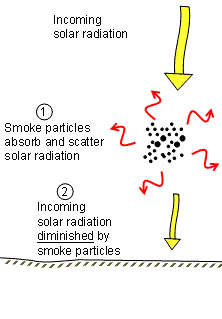 Incoming
solar radiation
1
Smoke particles
absorb and scatter
solar radiation
2
Incoming
solar radiation
diminished by
smoke particles